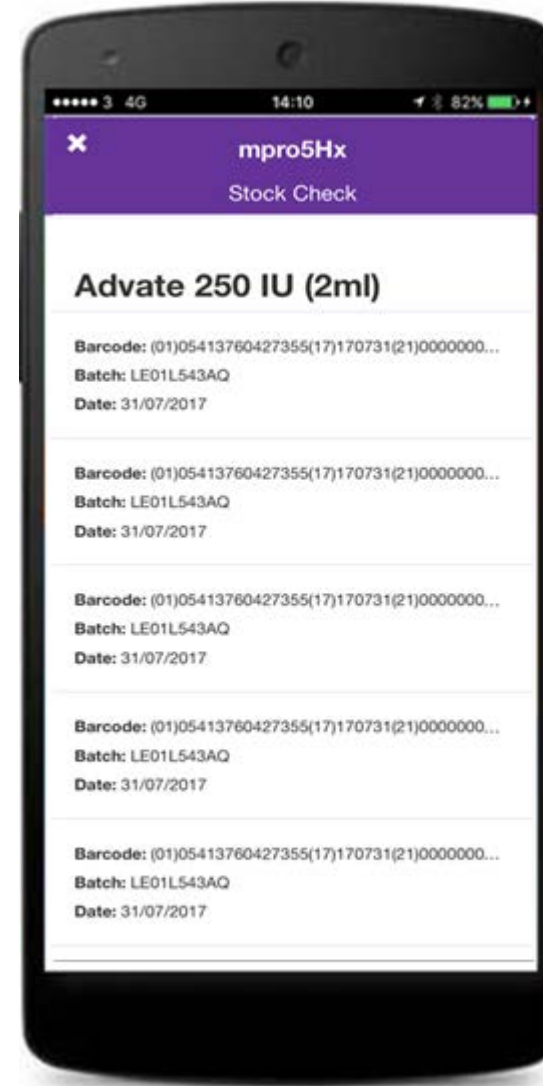 3 4G 14:10 82%
mpro5Hx
Stock Check
Advate 250 IU (2ml)
Barcode: (01)05413760427355(17)170731(21)0000000...
Batch: LE01L543AQ
Date: 31/07/2017
Barcode: (01)05413760427355(17)170731(21)0000000...
Batch: LE01L543AQ
Date: 31/07/2017
Barcode: (01)05413760427355(17)170731(21)0000000...
Batch: LE01L543AQ
Date: 31/07/2017
Barcode: (01)05413760427355(17)170731(21)0000000...
Batch: LE01L543AQ
Date: 31/07/2017
Barcode: (01)05413760427355(17)170731(21)0000000...
Batch: LE01L543AQ
Date: 31/07/2017